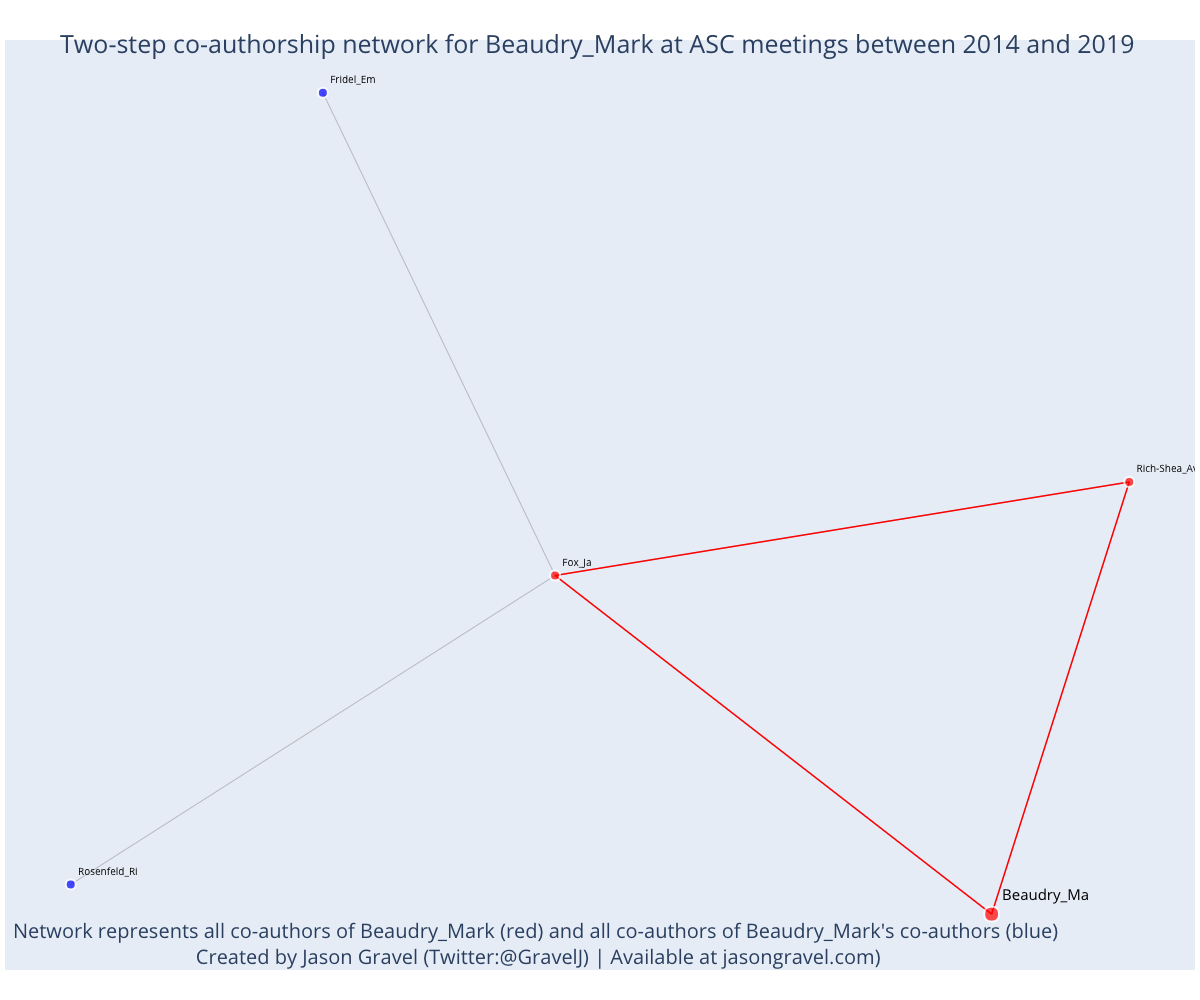 Two-step co-authorship network for Beaudry_Mark at ASC meetings between 2014 and 2019
Fridel_Em
Rich-Shea_Av
Fox_Ja
Rosenfeld_Ri
Beaudry_Ma
Network represents all co-authors of Beaudry_Mark (red) and all co-authors of Beaudry_Mark's co-authors (blue)
Created by Jason Gravel (Twitter:@GravelJ) | Available at jasongravel.com)